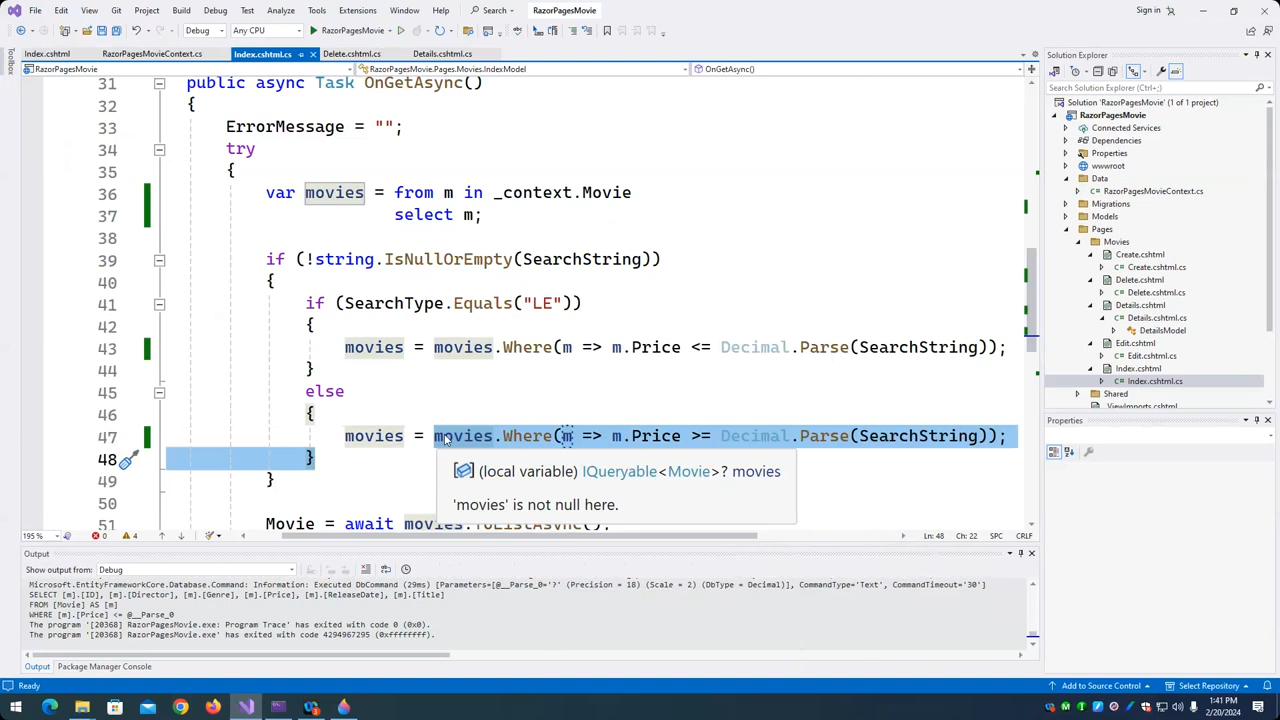 File Edit View Git Project Build Debug Test Analyze Tools Extensions Window Help Search RazorPagesMovie Sign in
Debug Any CPU RazorPagesMovie
Index.cshtml RazorPagesMovieContext.cs Index.cshtml.cs Delete.cshtml.cs Details.cshtml.cs
Toolbox
RazorPagesMovie RazorPagesMovie.Pages.Movies.IndexModel OnGetAsync()
31 public async Task OnGetAsync()
32 {
33 ErrorMessage = "";
34 try
35 {
36 var movies = from m in _context.Movie
37 select m;
38
39 if (!string.IsNullOrEmpty(SearchString))
40 {
41 if (SearchType.Equals("LE"))
42 {
43 movies = movies.Where(m => m.Price <= Decimal.Parse(SearchString));
44 }
45 else
46 {
47 movies = movies.Where(m => m.Price >= Decimal.Parse(SearchString));
48 }
49 }
(local variable) IQueryable<Movie>? movies
'movies' is not null here.
50
51 Movie = await movies.ToListAsync();
195 % 0 4 Ln: 48 Ch: 22 SPC CRLF
Output
Show output from: Debug
Microsoft.EntityFrameworkCore.Database.Command: Information: Executed DbCommand (29ms) [Parameters=[@__Parse_0='?' (Precision = 18) (Scale = 2) (DbType = Decimal)], CommandType='Text', CommandTimeout='30']
SELECT [m].[ID], [m].[Director], [m].[Genre], [m].[Price], [m].[ReleaseDate], [m].[Title]
FROM [Movie] AS [m]
WHERE [m].[Price] <= @__Parse_0
The program '[20368] RazorPagesMovie.exe: Program Trace' has exited with code 0 (0x0).
The program '[20368] RazorPagesMovie.exe' has exited with code 4294967295 (0xffffffff).
Output Package Manager Console
Solution Explorer
Search Solution Explorer (Ctrl+;)
Solution 'RazorPagesMovie' (1 of 1 project)
RazorPagesMovie
Connected Services
Dependencies
Properties
wwwroot
Data
RazorPagesMovieContext.cs
Migrations
Models
Pages
Movies
Create.cshtml
Create.cshtml.cs
Delete.cshtml
Delete.cshtml.cs
Details.cshtml
Details.cshtml.cs
DetailsModel
Edit.cshtml
Edit.cshtml.cs
Index.cshtml
Index.cshtml.cs
Shared
_ViewImports.cshtml
Properties
Ready Add to Source Control Select Repository
1:41 PM
2/20/2024